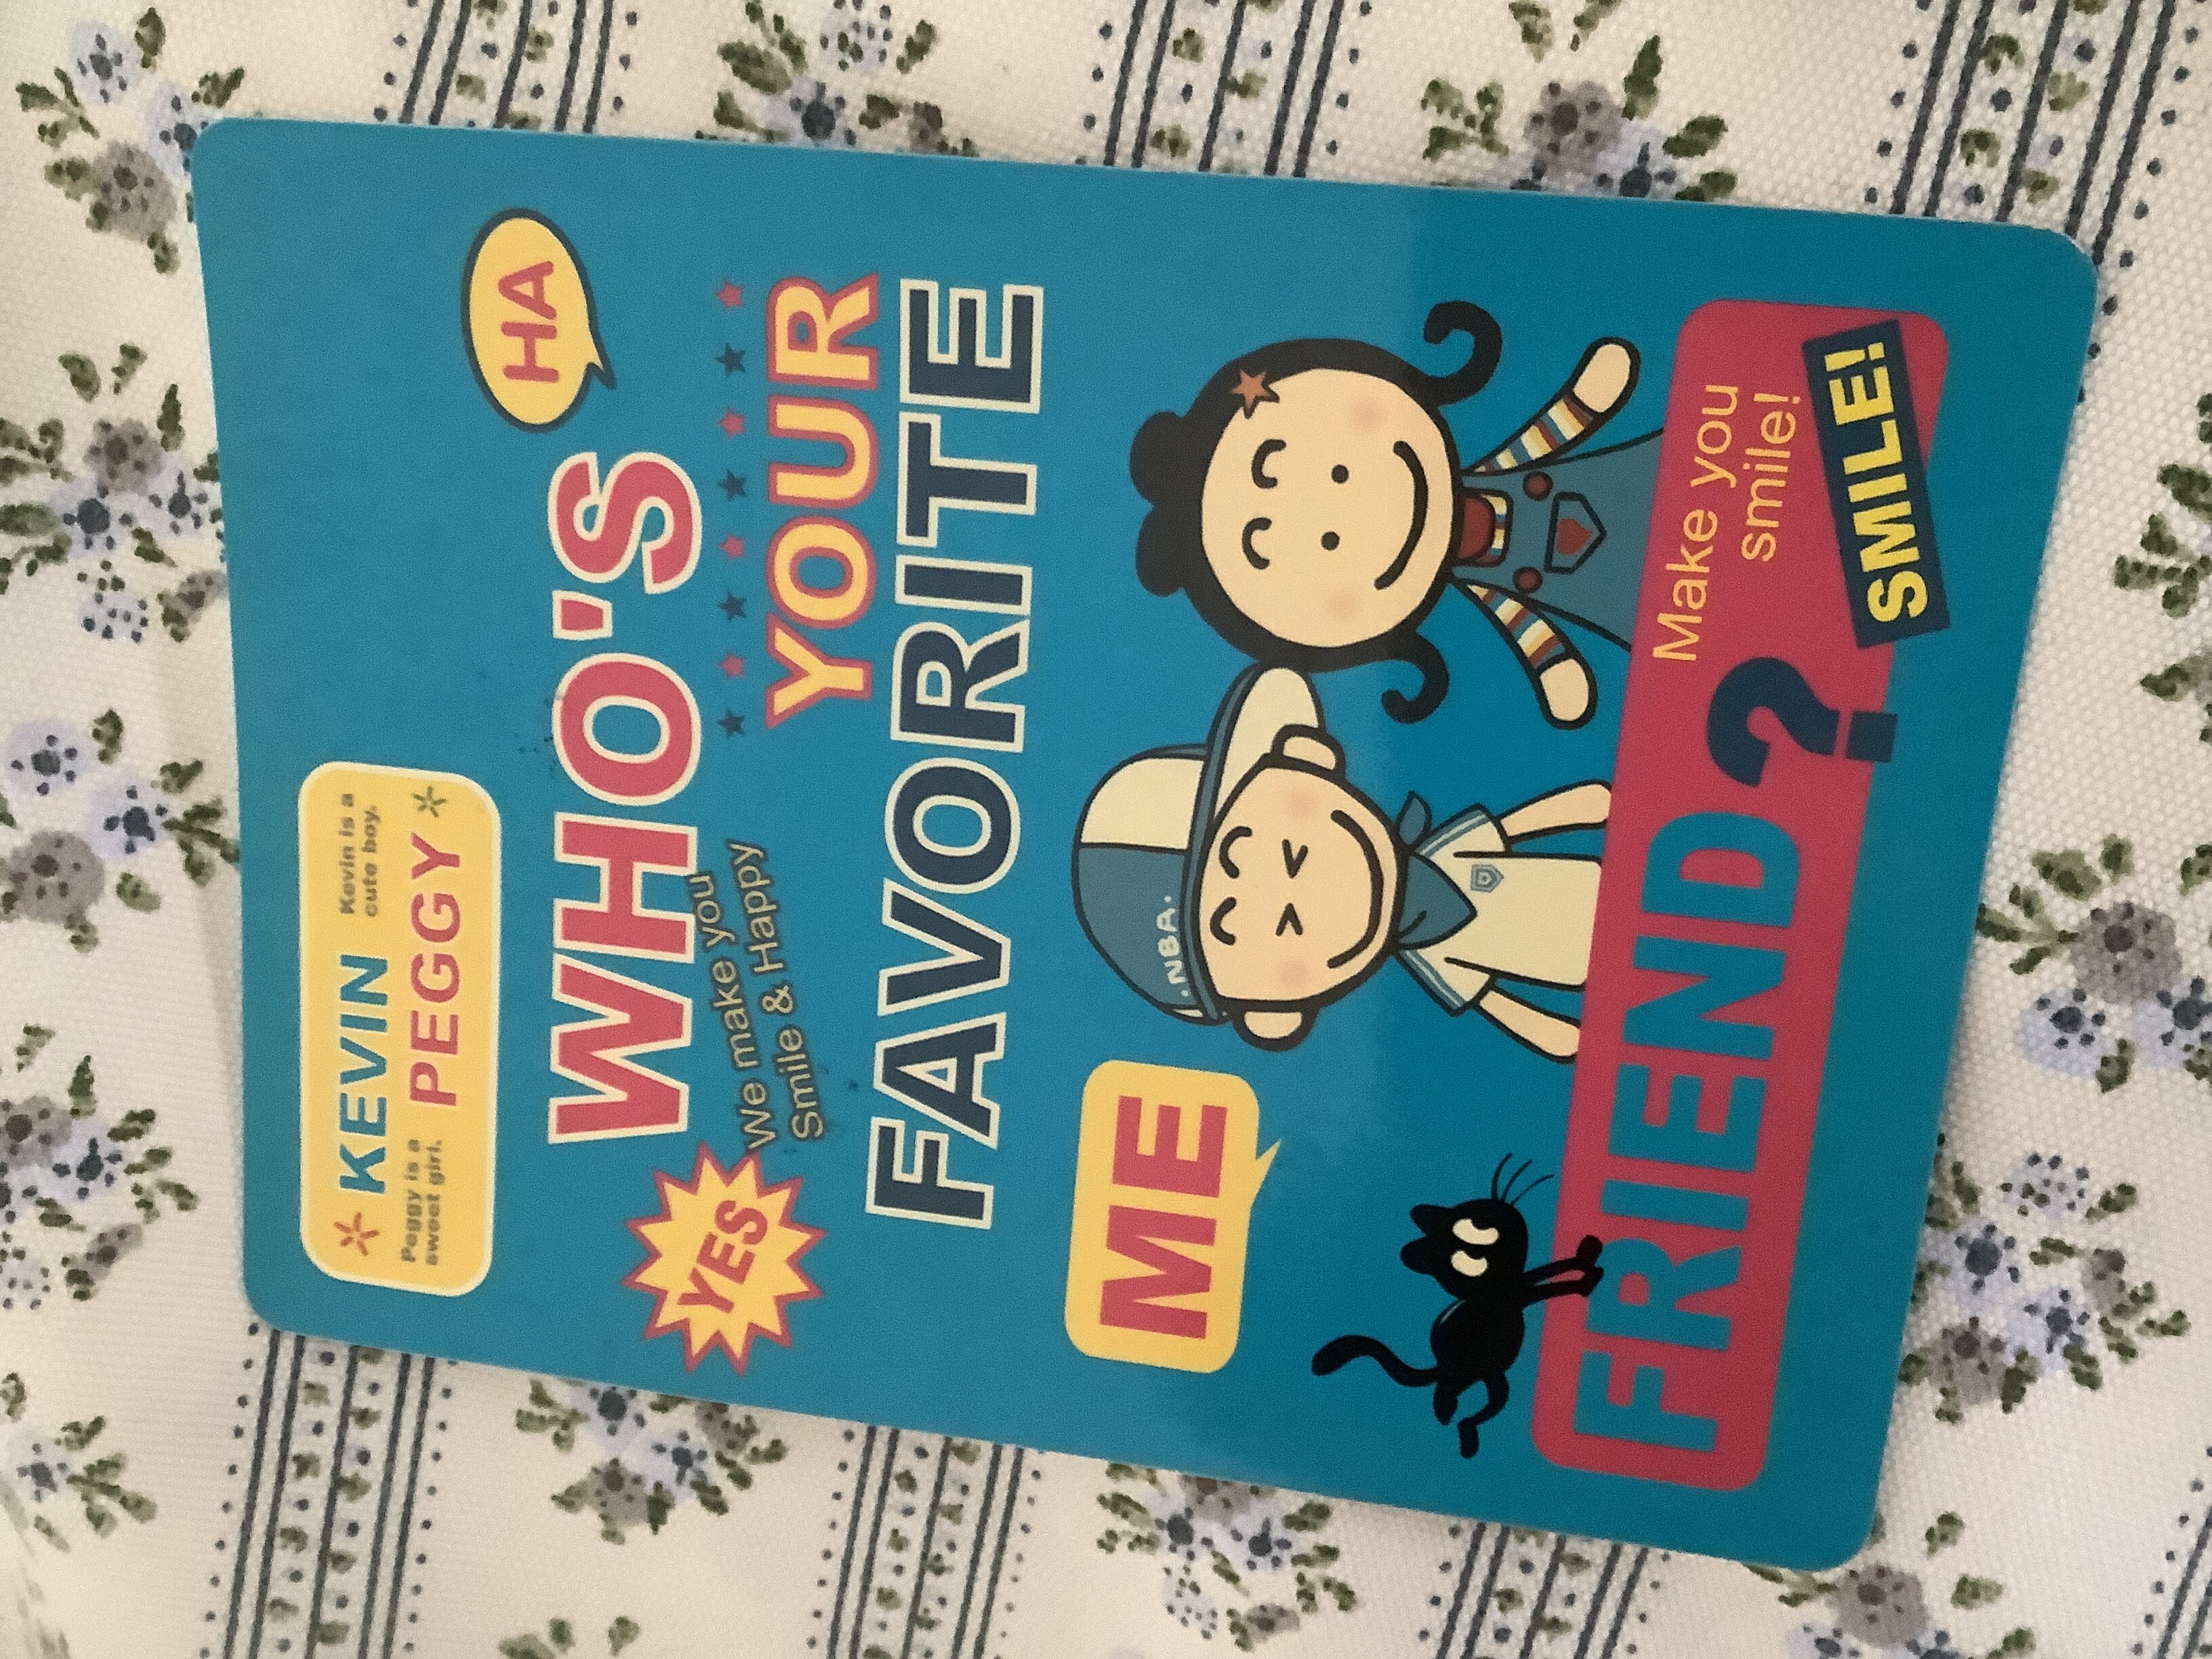 KEVIN Kevin is a
cute boy.
Peggy is a
sweet girl.
PEGGY
HA
WHO'S
YES
We make you
Smile & Happy
YOUR
FAVORITE
ME
.NBA.
FRIEND?
Make you
smile!
SMILE!